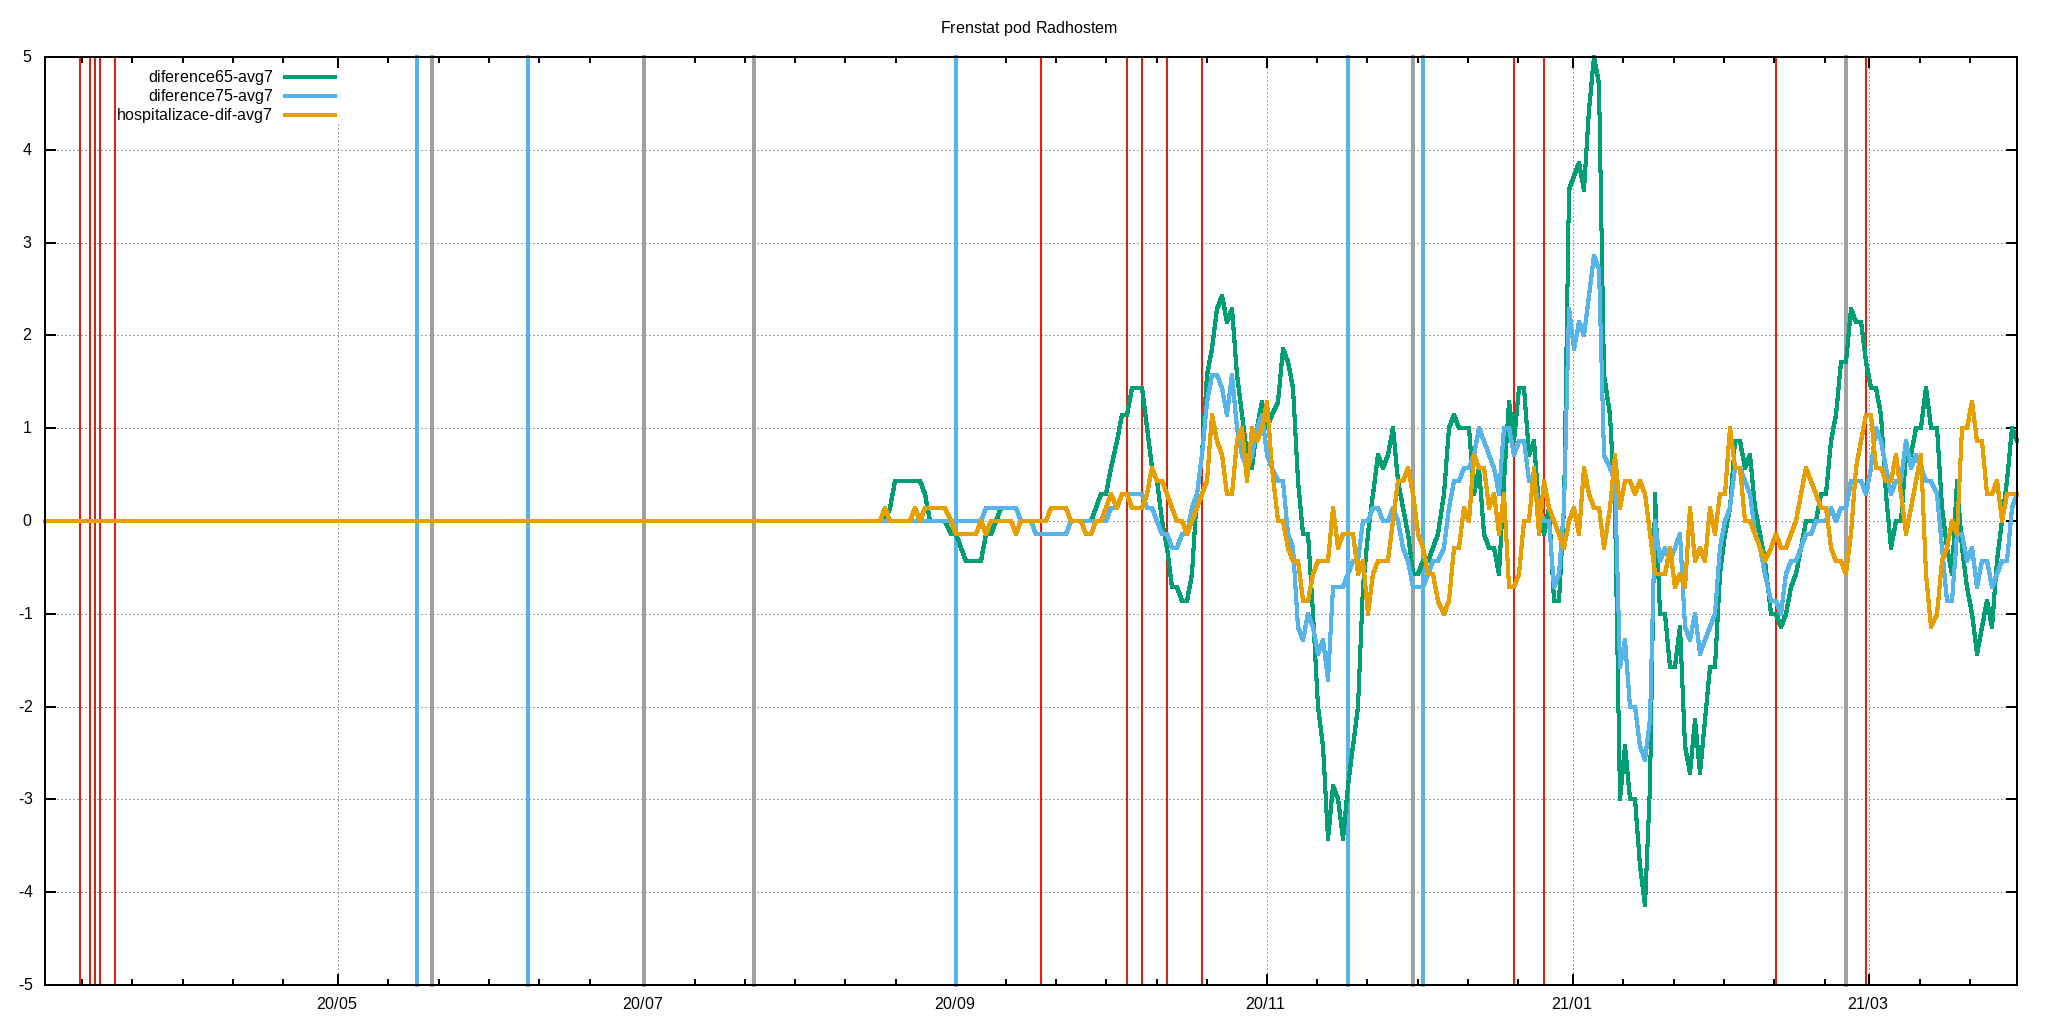 Frenstat pod Radhostem
diference65-avg7
diference75-avg7
hospitalizace-dif-avg7
5
4
3
2
1
0
-1
-2
-3
-4
-5
20/05 20/07 20/09 20/11 21/01 21/03